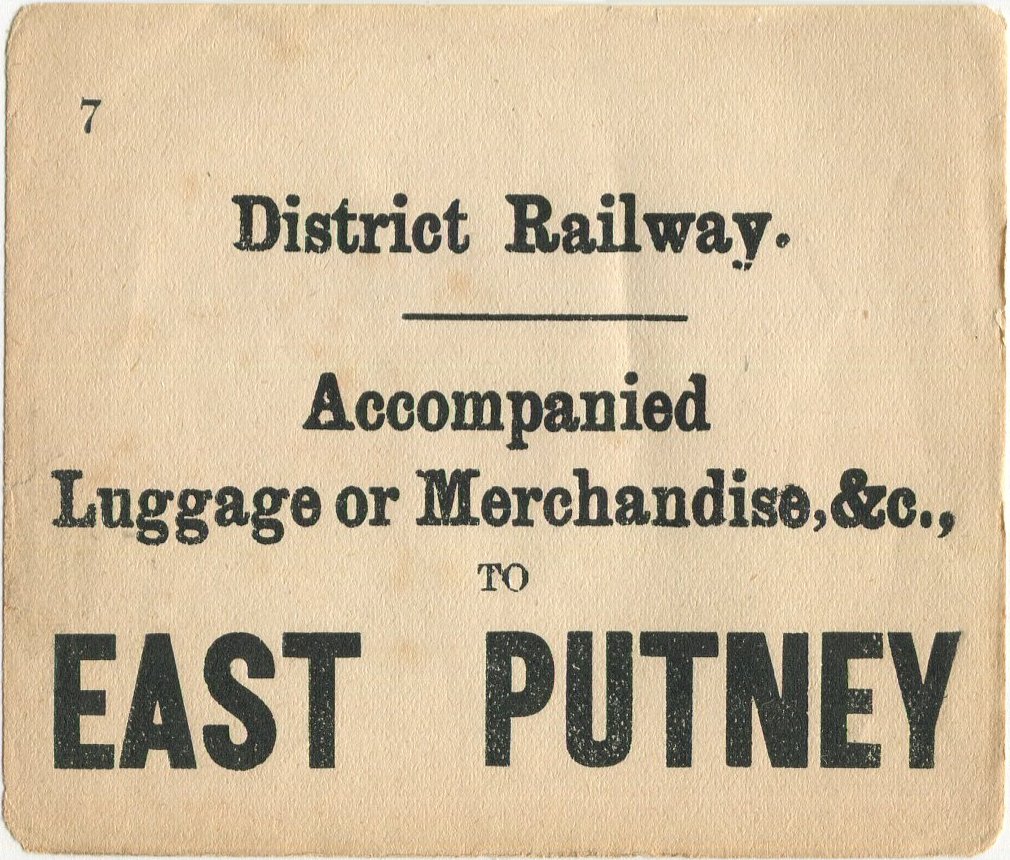 7
District Railway.
Accompanied
Luggage or Merchandise, &c.,
TO
EAST PUTNEY